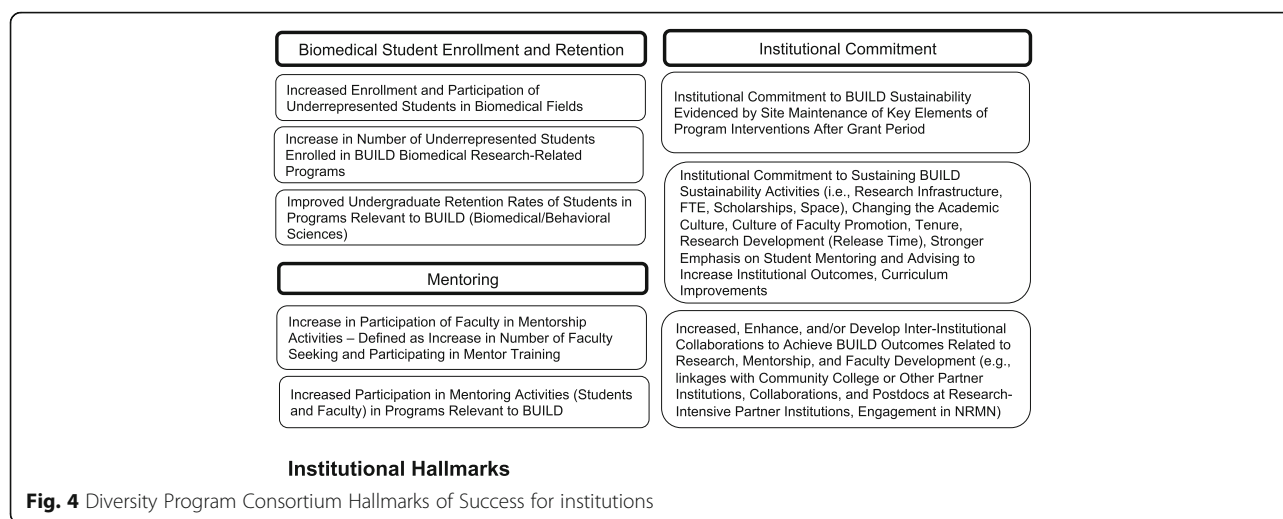 Biomedical Student Enrollment and Retention
Increased Enrollment and Participation of
Underrepresented Students in Biomedical Fields
Increase in Number of Underrepresented Students
Enrolled in BUILD Biomedical Research-Related
Programs
Improved Undergraduate Retention Rates of Students in
Programs Relevant to BUILD (Biomedical/Behavioral
Sciences)
Mentoring
Increase in Participation of Faculty in Mentorship
Activities – Defined as Increase in Number of Faculty
Seeking and Participating in Mentor Training
Increased Participation in Mentoring Activities (Students
and Faculty) in Programs Relevant to BUILD
Institutional Commitment
Institutional Commitment to BUILD Sustainability
Evidenced by Site Maintenance of Key Elements of
Program Interventions After Grant Period
Institutional Commitment to Sustaining BUILD
Sustainability Activities (i.e., Research Infrastructure,
FTE, Scholarships, Space), Changing the Academic
Culture, Culture of Faculty Promotion, Tenure,
Research Development (Release Time), Stronger
Emphasis on Student Mentoring and Advising to
Increase Institutional Outcomes, Curriculum
Improvements
Increased, Enhance, and/or Develop Inter-Institutional
Collaborations to Achieve BUILD Outcomes Related to
Research, Mentorship, and Faculty Development (e.g.,
linkages with Community College or Other Partner
Institutions, Collaborations, and Postdocs at Research-
Intensive Partner Institutions, Engagement in NRMN)
Institutional Hallmarks
Fig. 4 Diversity Program Consortium Hallmarks of Success for institutions